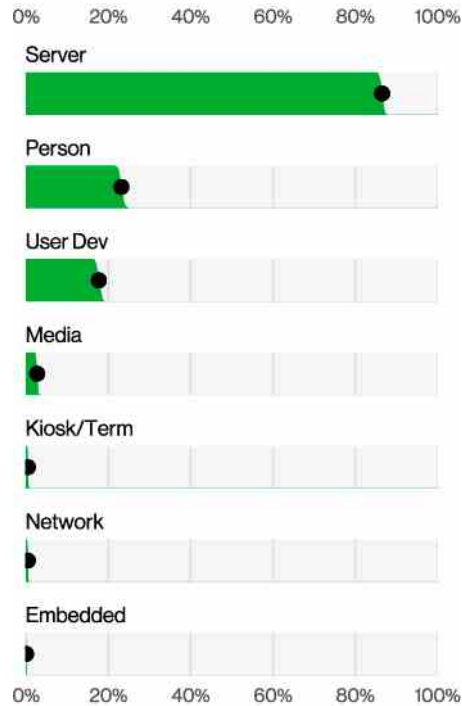 0% 20% 40% 60% 80% 100%
Server
Person
User Dev
Media
Kiosk/Term
Network
Embedded
0% 20% 40% 60% 80% 100%